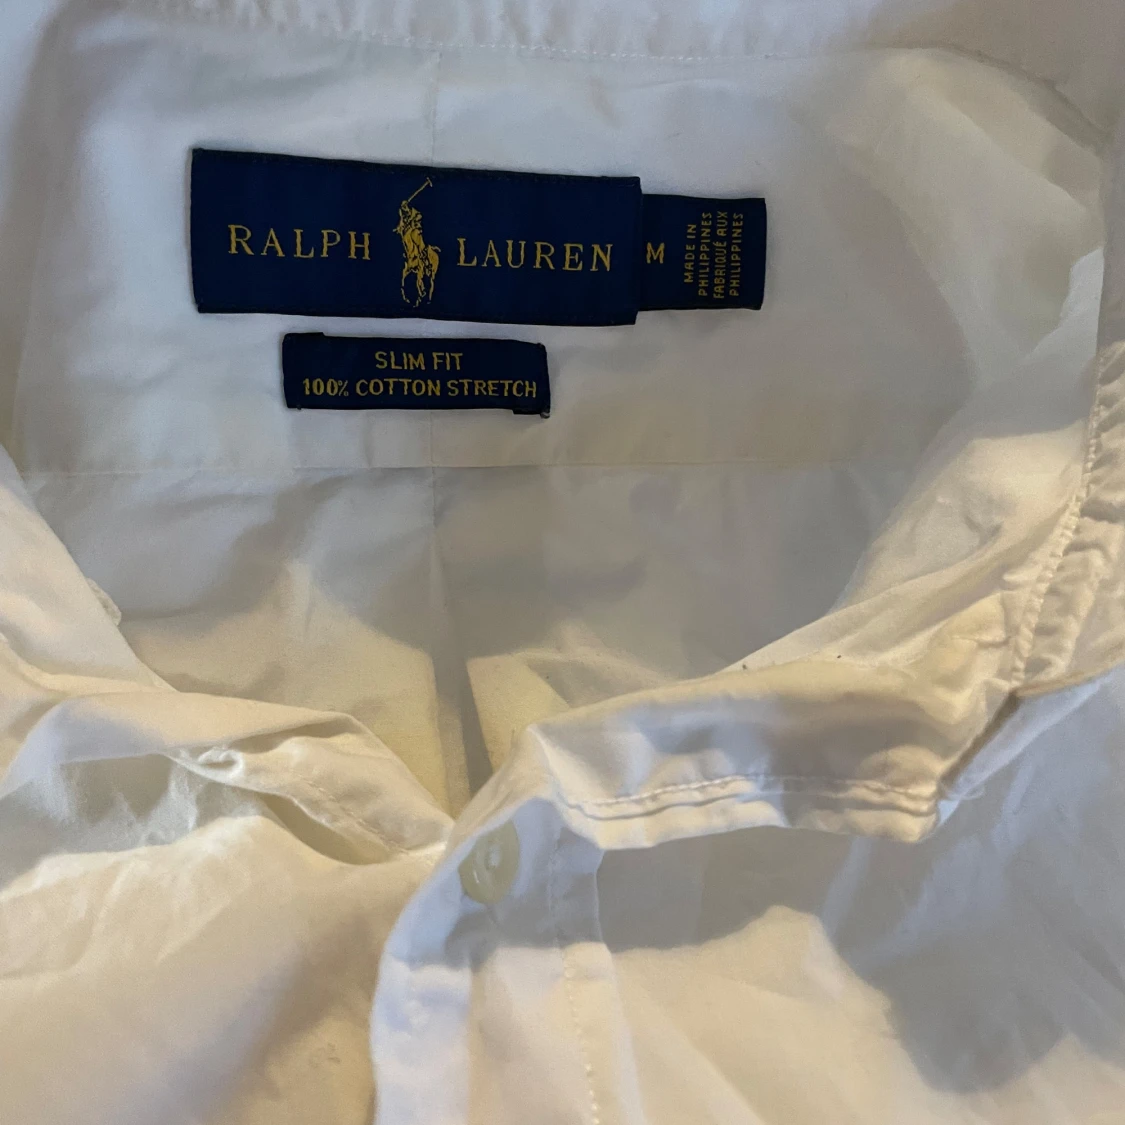 RALPH LAUREN
M
MADE IN
PHILIPPINES
FABRIQUÉ AUX
PHILIPPINES
SLIM FIT
100% COTTON STRETCH